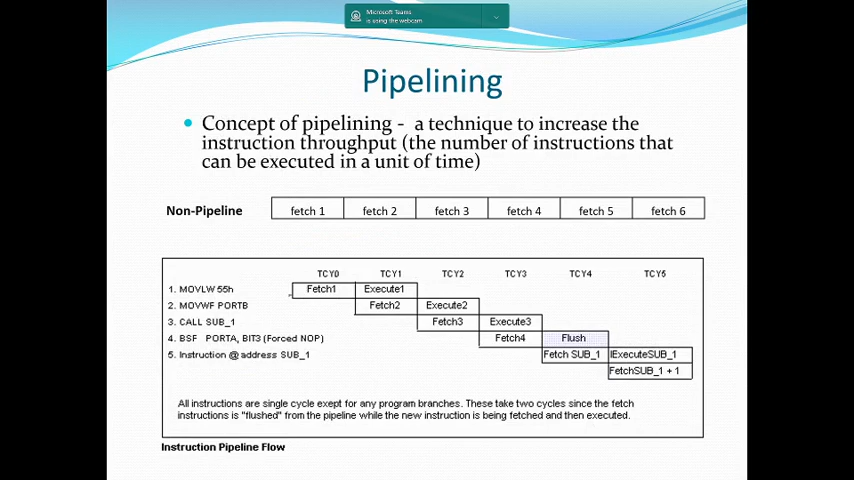 Microsoft Teams
is using the webcam
Pipelining
Concept of pipelining - a technique to increase the
instruction throughput (the number of instructions that
can be executed in a unit of time)
Non-Pipeline fetch 1 fetch 2 fetch 3 fetch 4 fetch 5 fetch 6
TCY0 TCY1 TCY2 TCY3 TCY4 TCY5
1. MOVLW 55h Fetch1 Execute1
2. MOVWF PORTB Fetch2 Execute2
3. CALL SUB_1 Fetch3 Execute3
4. BSF PORTA, BIT3 (Forced NOP) Fetch4 Flush
5. Instruction @ address SUB_1 Fetch SUB_1 ExecuteSUB_1
FetchSUB_1 + 1
All instructions are single cycle exept for any program branches. These take two cycles since the fetch
instructions is "flushed" from the pipeline while the new instruction is being fetched and then executed.
Instruction Pipeline Flow